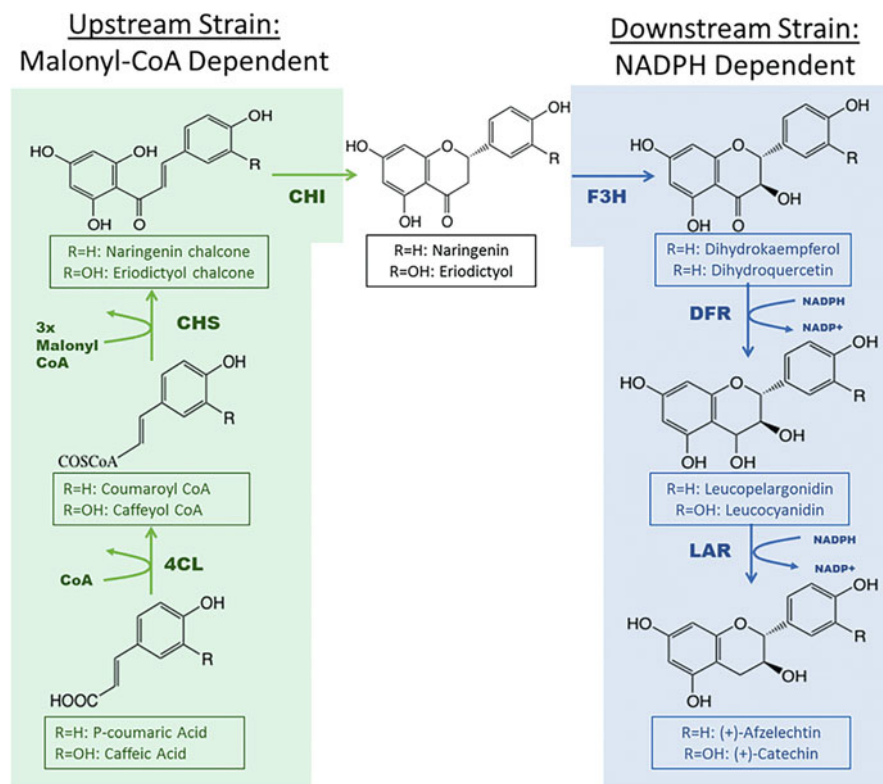 Upstream Strain:
Malonyl-CoA Dependent
Downstream Strain:
NADPH Dependent
OH
HO
OH
R
OH
O
R=H: Naringenin chalcone
R=OH: Eriodictyol chalcone
CHI
OH
HO
O
R
OH
O
R=H: Naringenin
R=OH: Eriodictyol
F3H
OH
HO
O
R
OH
OH
O
R=H: Dihydrokaempferol
R=H: Dihydroquercetin
CHS
3x
Malonyl
CoA
OH
R
COSCoA
R=H: Coumaroyl CoA
R=OH: Caffeyol CoA
4CL
CoA
OH
R
HOOC
R=H: P-coumaric Acid
R=OH: Caffeic Acid
DFR
NADPH
NADP+
OH
HO
O
R
OH
OH
OH
R=H: Leucopelargonidin
R=OH: Leucocyanidin
LAR
NADPH
NADP+
OH
HO
O
R
OH
OH
R=H: (+)-Afzelechtin
R=OH: (+)-Catechin